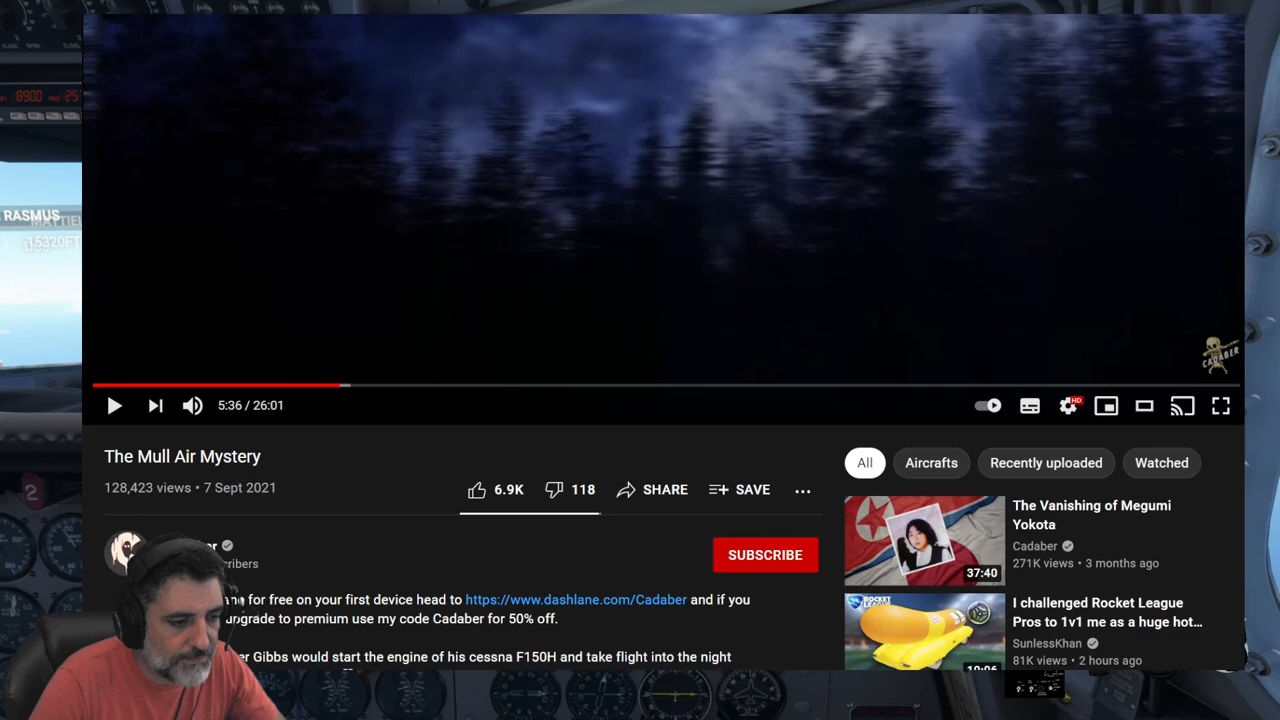 RASMUS
5:36 / 26:01
HD
CADABER
The Mull Air Mystery
128,423 views • 7 Sept 2021
6.9K
118
SHARE
SAVE
SUBSCRIBE
for free on your first device head to https://www.dashlane.com/Cadaber and if you
upgrade to premium use my code Cadaber for 50% off.
Gibbs would start the engine of his cessna F150H and take flight into the night
All
Aircrafts
Recently uploaded
Watched
The Vanishing of Megumi
Yokota
Cadaber
271K views • 3 months ago
37:40
I challenged Rocket League
Pros to 1v1 me as a huge hot...
SunlessKhan
81K views • 2 hours ago
ROCKET
LEAGUE
2